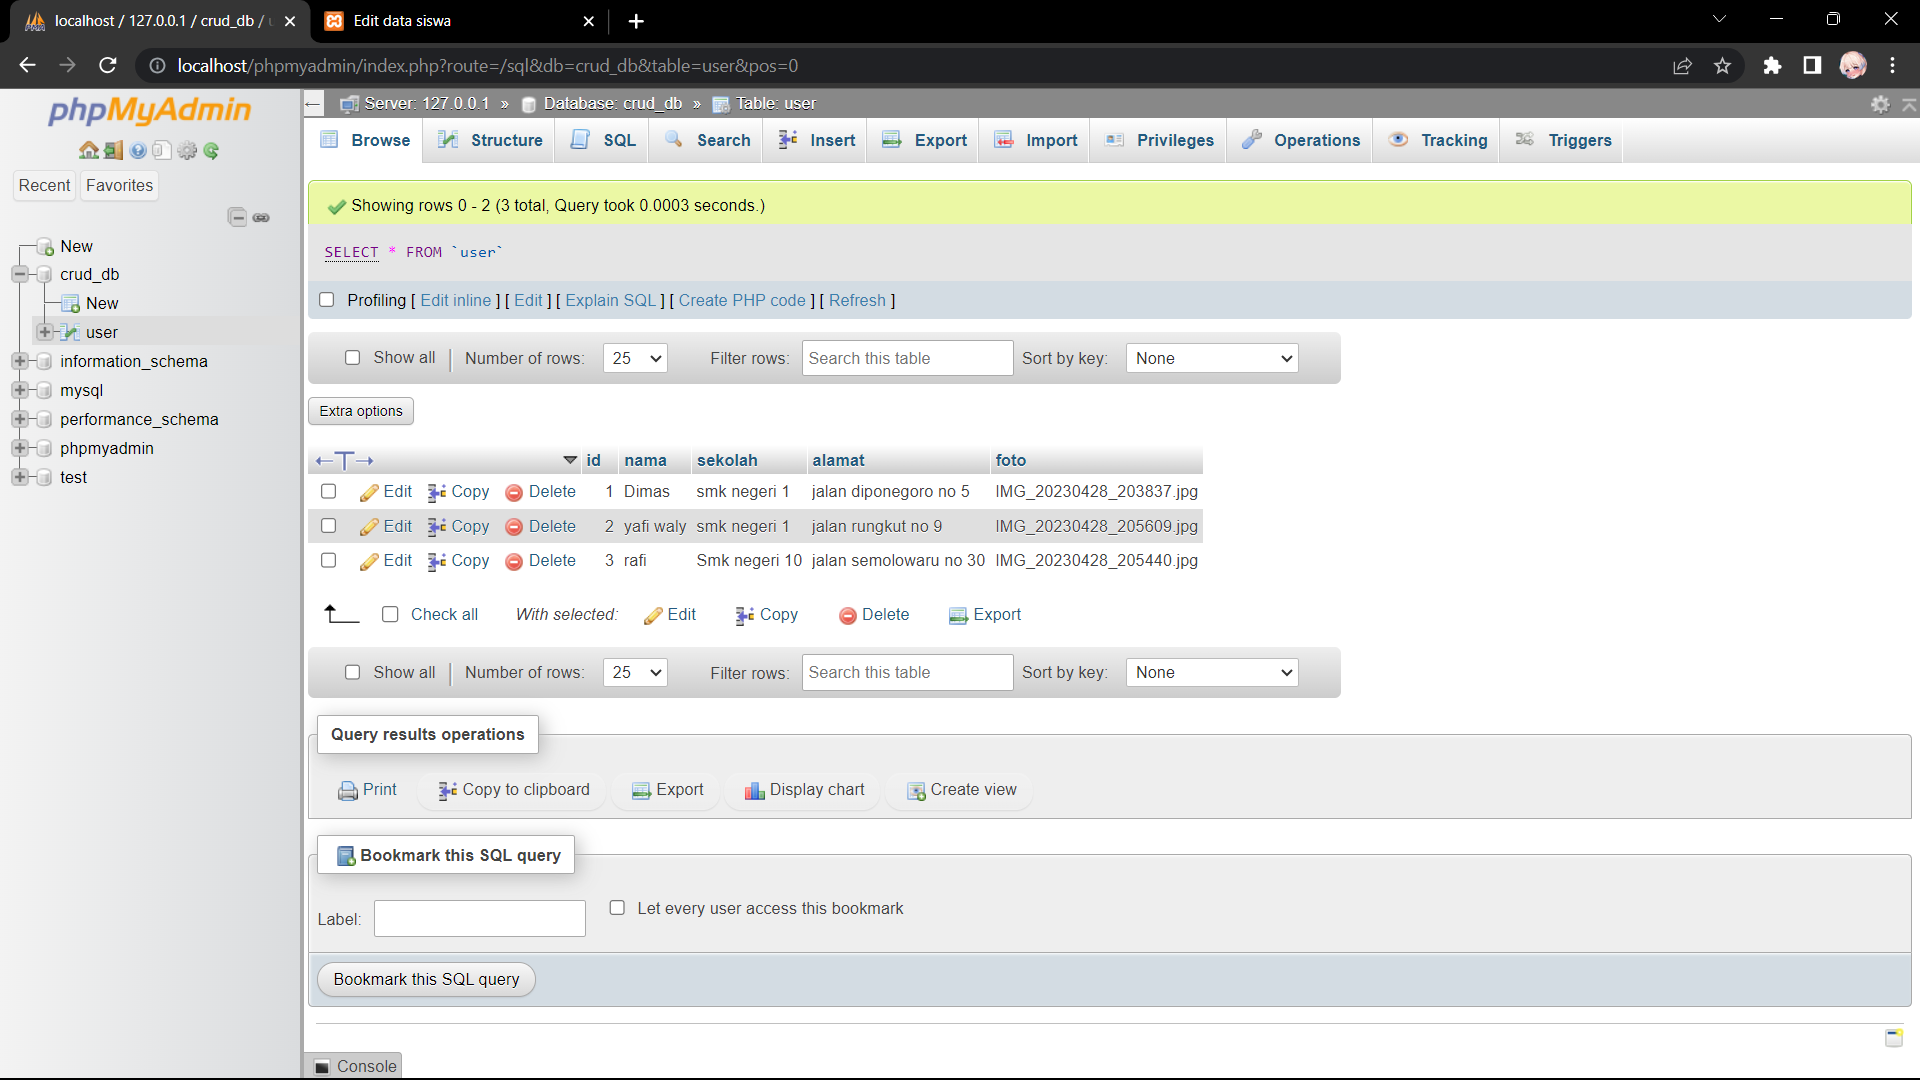 localhost / 127.0.0.1 / crud_db /
Edit data siswa
localhost/phpmyadmin/index.php?route=/sql&db=crud_db&table=user&pos=0
phpMyAdmin
Recent
Favorites
New
crud_db
New
user
information_schema
mysql
performance_schema
phpmyadmin
test
Server: 127.0.0.1 » Database: crud_db » Table: user
Browse Structure SQL Search Insert Export Import Privileges Operations Tracking Triggers
Showing rows 0 - 2 (3 total, Query took 0.0003 seconds.)
SELECT * FROM `user`
Profiling [ Edit inline ] [ Edit ] [ Explain SQL ] [ Create PHP code ] [ Refresh ]
Show all | Number of rows: 25 Filter rows: Search this table Sort by key: None
Extra options
id nama sekolah alamat foto
Edit Copy Delete 1 Dimas smk negeri 1 jalan diponegoro no 5 IMG_20230428_203837.jpg
Edit Copy Delete 2 yafi waly smk negeri 1 jalan rungkut no 9 IMG_20230428_205609.jpg
Edit Copy Delete 3 rafi Smk negeri 10 jalan semolowaru no 30 IMG_20230428_205440.jpg
Check all With selected: Edit Copy Delete Export
Show all | Number of rows: 25 Filter rows: Search this table Sort by key: None
Query results operations
Print Copy to clipboard Export Display chart Create view
Bookmark this SQL query
Label: Let every user access this bookmark
Bookmark this SQL query
Console